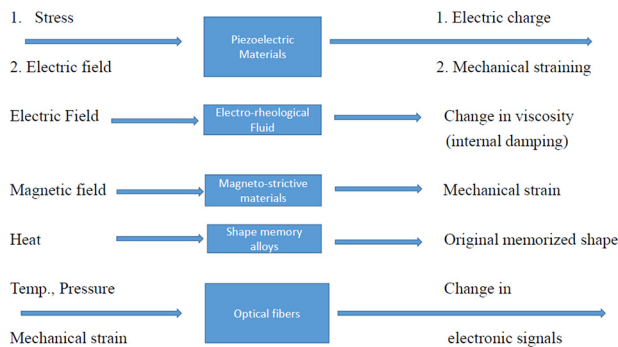 1. Stress
Piezoelectric
Materials
1. Electric charge
2. Electric field
2. Mechanical straining
Electric Field
Electro-rheological
Fluid
Change in viscosity
(internal damping)
Magnetic field
Magneto-strictive
materials
Mechanical strain
Heat
Shape memory
alloys
Original memorized shape
Temp., Pressure
Mechanical strain
Optical fibers
Change in
electronic signals